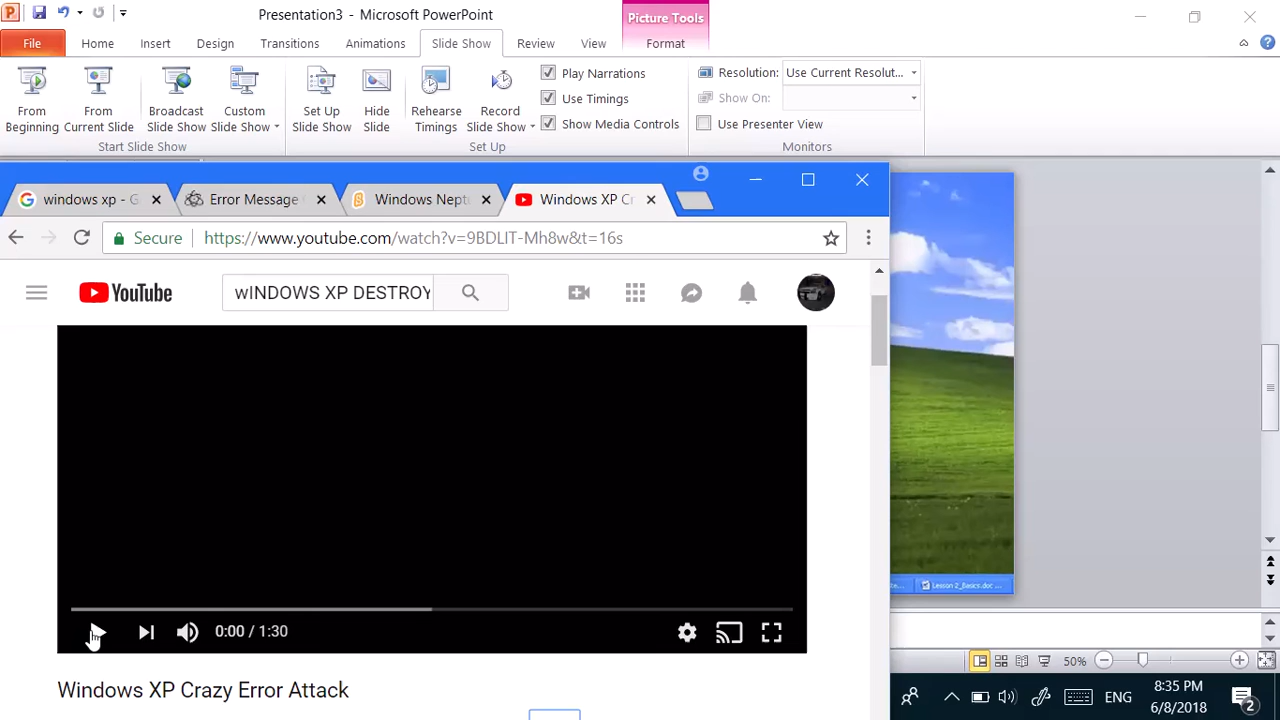 Presentation3 - Microsoft PowerPoint
Picture Tools
File Home Insert Design Transitions Animations Slide Show Review View Format
From Beginning
From Current Slide
Broadcast Slide Show
Custom Slide Show
Set Up Slide Show
Hide Slide
Rehearse Timings
Record Slide Show
Play Narrations
Use Timings
Show Media Controls
Resolution: Use Current Resolut...
Show On:
Use Presenter View
Start Slide Show
Set Up
Monitors
windows xp - G
Error Message
Windows Nept
Windows XP Cr
Secure https://www.youtube.com/watch?v=9BDLIT-Mh8w&t=16s
YouTube
wINDOWS XP DESTROY
0:00 / 1:30
Windows XP Crazy Error Attack
Lesson 2_Basics.doc ...
50%
ENG
8:35 PM
6/8/2018
2